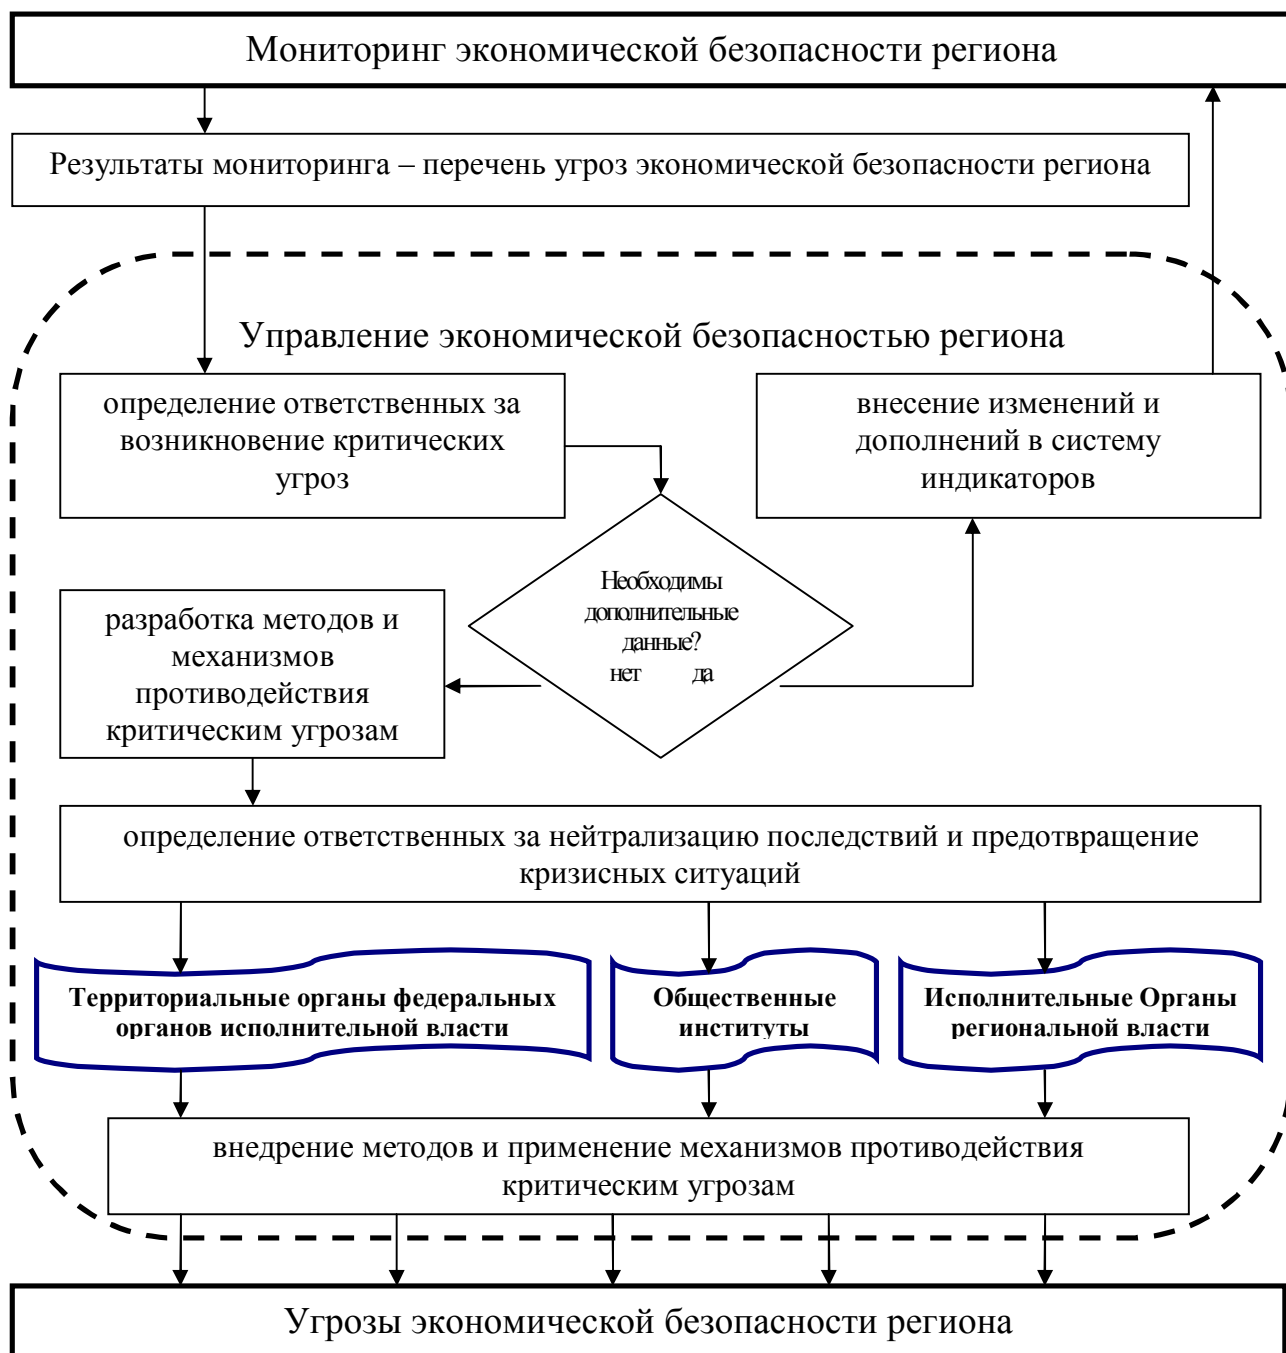 Мониторинг экономической безопасности региона
Результаты мониторинга – перечень угроз экономической безопасности региона
Управление экономической безопасностью региона
определение ответственных за
возникновение критических
угроз
внесение изменений и
дополнений в систему
индикаторов
Необходимы
дополнительные
данные?
нет да
разработка методов и
механизмов
противодействия
критическим угрозам
определение ответственных за нейтрализацию последствий и предотвращение
кризисных ситуаций
Территориальные органы федеральных
органов исполнительной власти
Общественные
институты
Исполнительные Органы
региональной власти
внедрение методов и применение механизмов противодействия
критическим угрозам
Угрозы экономической безопасности региона